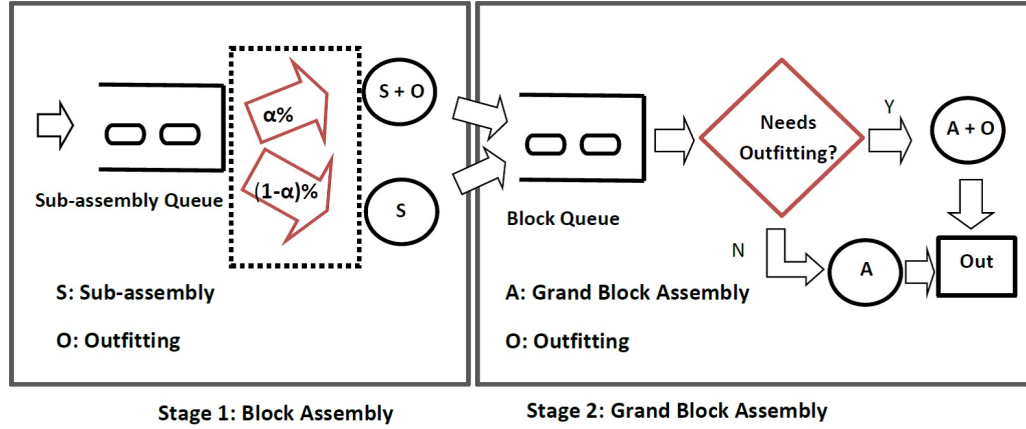 α%
(1-α)%
S + O
S
Sub-assembly Queue
S: Sub-assembly
O: Outfitting
Stage 1: Block Assembly
Block Queue
Needs
Outfitting?
Y
N
A + O
A
Out
A: Grand Block Assembly
O: Outfitting
Stage 2: Grand Block Assembly